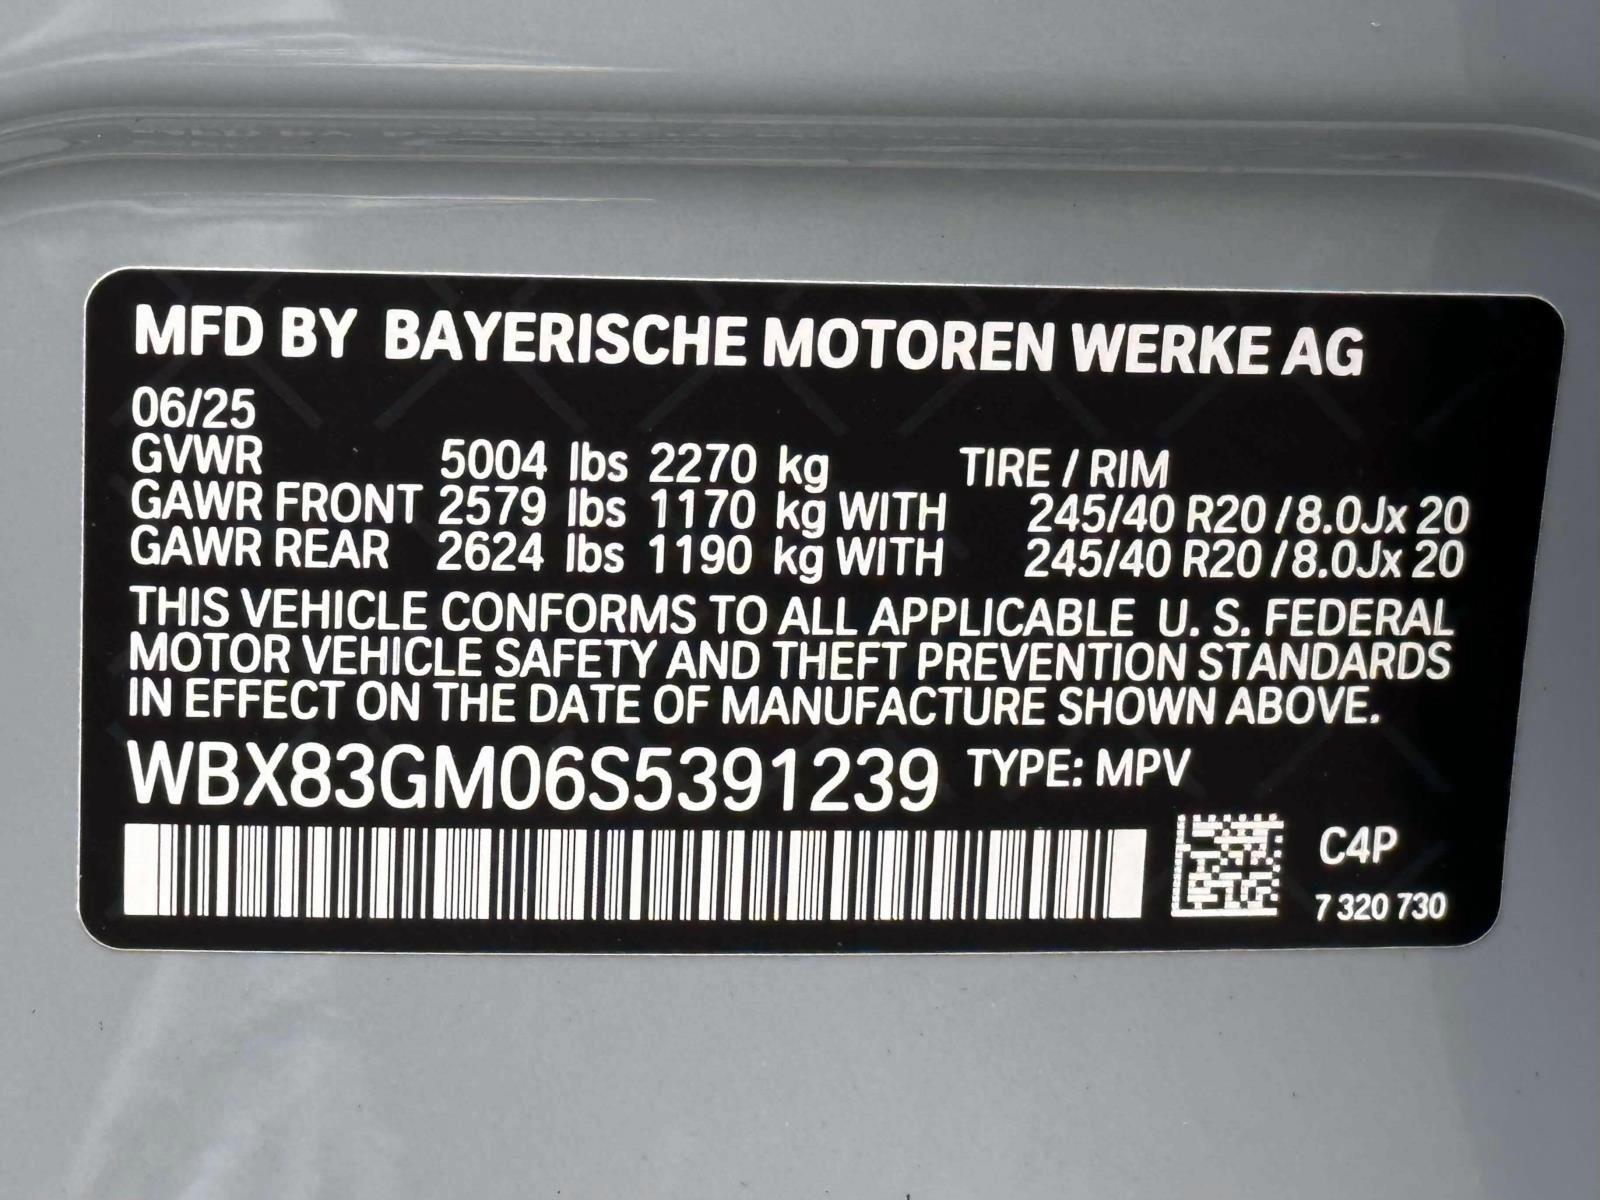 MFD BY BAYERISCHE MOTOREN WERKE AG
06/25
GVWR 5004 lbs 2270 kg TIRE / RIM
GAWR FRONT 2579 lbs 1170 kg WITH 245/40 R20 / 8.0Jx 20
GAWR REAR 2624 lbs 1190 kg WITH 245/40 R20 / 8.0Jx 20
THIS VEHICLE CONFORMS TO ALL APPLICABLE U. S. FEDERAL
MOTOR VEHICLE SAFETY AND THEFT PREVENTION STANDARDS
IN EFFECT ON THE DATE OF MANUFACTURE SHOWN ABOVE.
WBX83GM06S5391239 TYPE: MPV
C4P
7 320 730